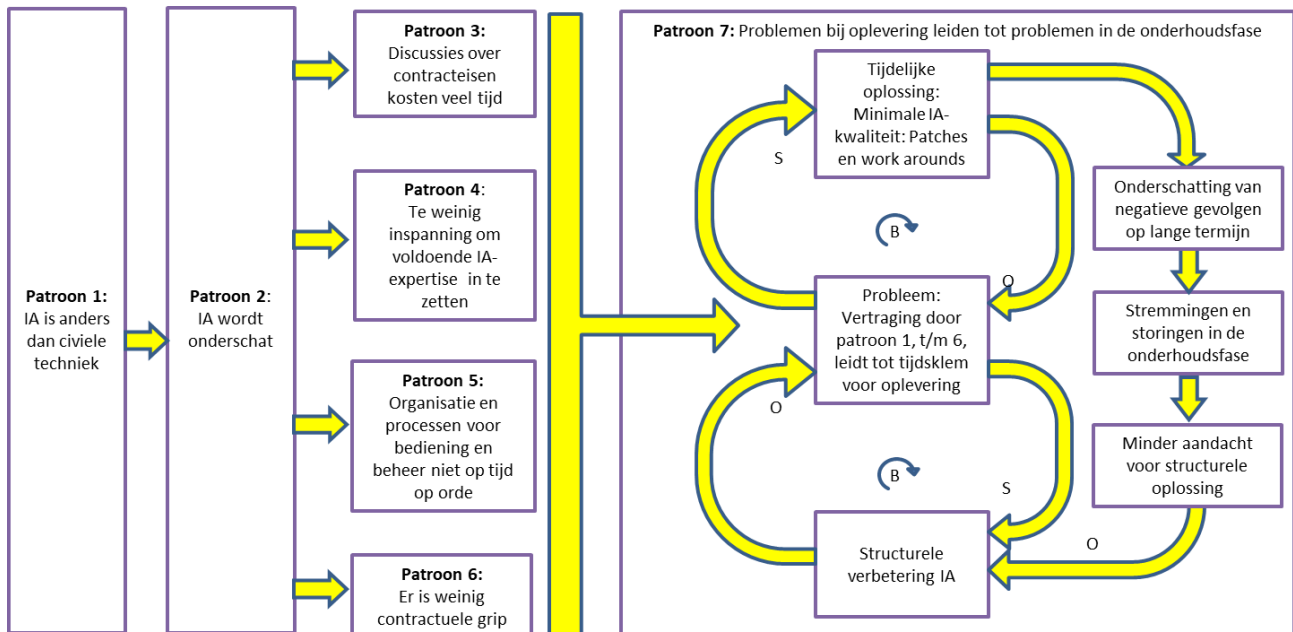 Patroon 1:
IA is anders
dan civiele
techniek
Patroon 2:
IA wordt
onderschat
Patroon 3:
Discussies over
contracteisen
kosten veel tijd
Patroon 4:
Te weinig
inspanning om
voldoende IA-
expertise in te
zetten
Patroon 5:
Organisatie en
processen voor
bediening en
beheer niet op tijd
op orde
Patroon 6:
Er is weinig
contractuele grip
Patroon 7: Problemen bij oplevering leiden tot problemen in de onderhoudsfase
Tijdelijke
oplossing:
Minimale IA-
kwaliteit: Patches
en work arounds
S
B
O
Probleem:
Vertraging door
patroon 1, t/m 6,
leidt tot tijdsklem
voor oplevering
O
B
S
Structurele
verbetering IA
Onderschatting van
negatieve gevolgen
op lange termijn
Stremmingen en
storingen in de
onderhoudsfase
Minder aandacht
voor structurele
oplossing
O